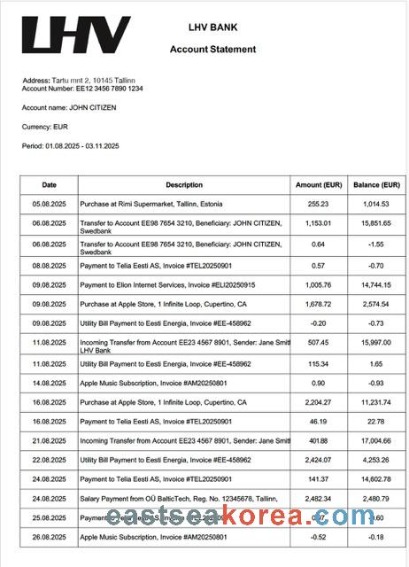 LHV
LHV BANK
Account Statement
Address: Tartu mnt 2, 10145 Tallinn
Account Number: EE12 3456 7890 1234
Account name: JOHN CITIZEN
Currency: EUR
Period: 01.08.2025 - 03.11.2025
Date Description Amount (EUR) Balance (EUR)
05.08.2025 Purchase at Rimi Supermarket, Tallinn, Estonia 255.23 1,014.53
06.08.2025 Transfer to Account EE98 7654 3210, Beneficiary: JOHN CITIZEN, 1,153.01 15,851.65
Swedbank
06.08.2025 Transfer to Account EE98 7654 3210, Beneficiary: JOHN CITIZEN, 0.64 -1.55
Swedbank
08.08.2025 Payment to Telia Eesti AS, Invoice #TEL20250901 0.57 -0.70
09.08.2025 Payment to Elion Internet Services, Invoice #ELI20250915 1,005.76 14,744.15
09.08.2025 Purchase at Apple Store, 1 Infinite Loop, Cupertino, CA 1,678.72 2,574.54
09.08.2025 Utility Bill Payment to Eesti Energia, Invoice #EE-458962 -0.20 -0.73
11.08.2025 Incoming Transfer from Account EE23 4567 8901, Sender: Jane Smit 507.45 15,997.00
LHV Bank
11.08.2025 Utility Bill Payment to Eesti Energia, Invoice #EE-458962 115.34 1.65
14.08.2025 Apple Music Subscription, Invoice #AM20250801 0.90 -0.93
16.08.2025 Purchase at Apple Store, 1 Infinite Loop, Cupertino, CA 2,204.27 11,231.74
16.08.2025 Payment to Telia Eesti AS, Invoice #TEL20250901 46.19 22.78
21.08.2025 Incoming Transfer from Account EE23 4567 8901, Sender: Jane Smit 401.88 17,004.66
22.08.2025 Utility Bill Payment to Eesti Energia, Invoice #EE-458962 2,424.07 4,253.26
24.08.2025 Payment to Telia Eesti AS, Invoice #TEL20250901 141.37 14,602.78
24.08.2025 Salary Payment from OÜ BalticTech, Reg. No. 12345678, Tallinn, 2,482.34 2,480.79
25.08.2025 Payment Telia Eesti AS, Invoice #TEL20250901
eastseakorea.com
26.08.2025 Apple Music Subscription, Invoice #AM20250801 -0.52 -0.18